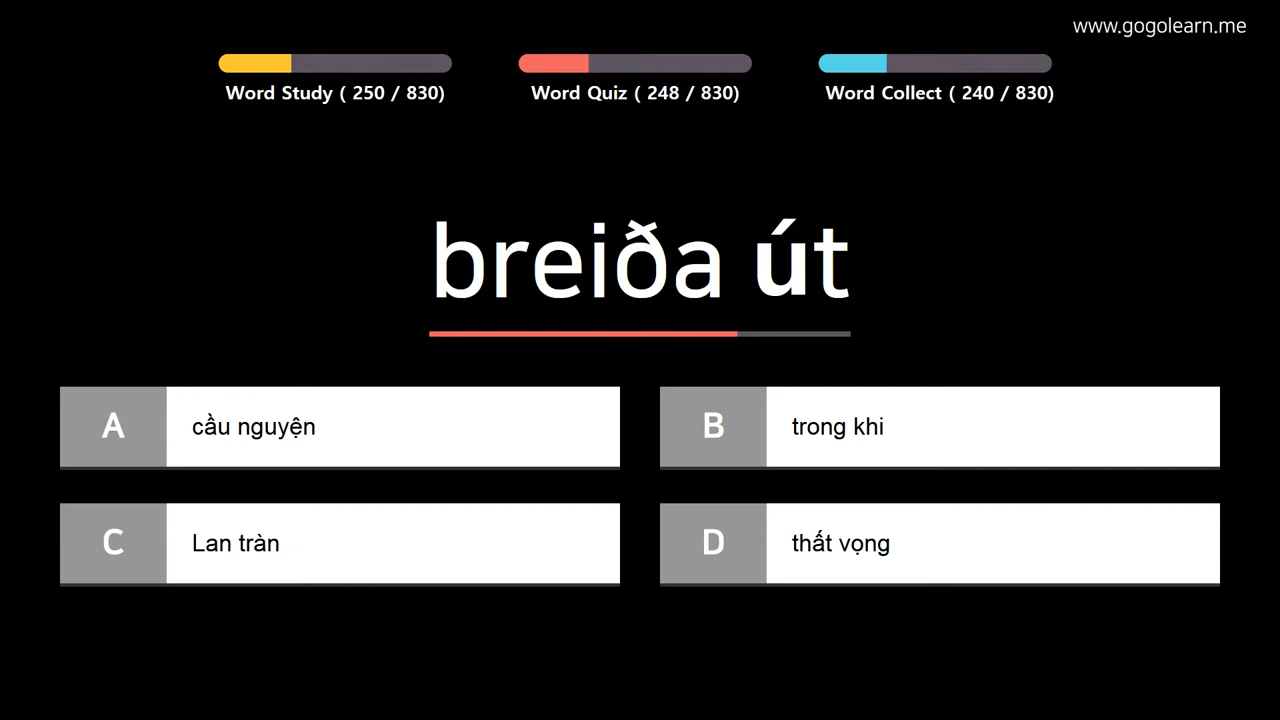 www.gogolearn.me
Word Study ( 250 / 830)
Word Quiz ( 248 / 830)
Word Collect ( 240 / 830)
breiða út
A cầu nguyện
B trong khi
C Lan tràn
D thất vọng